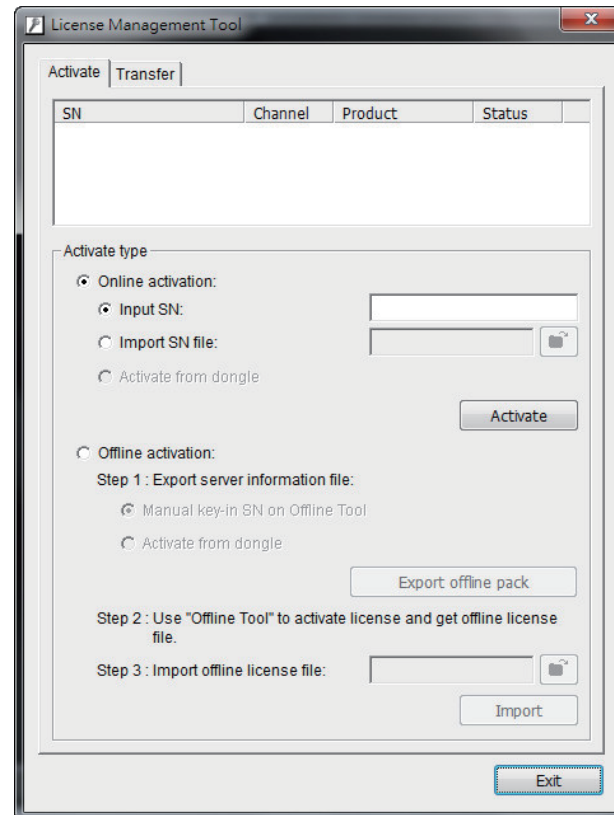 License Management Tool
Activate Transfer
SN Channel Product Status
Activate type
Online activation:
Input SN:
Import SN file:
Activate from dongle
Activate
Offline activation:
Step 1 : Export server information file:
Manual key-in SN on Offline Tool
Activate from dongle
Export offline pack
Step 2 : Use "Offline Tool" to activate license and get offline license
file.
Step 3 : Import offline license file:
Import
Exit